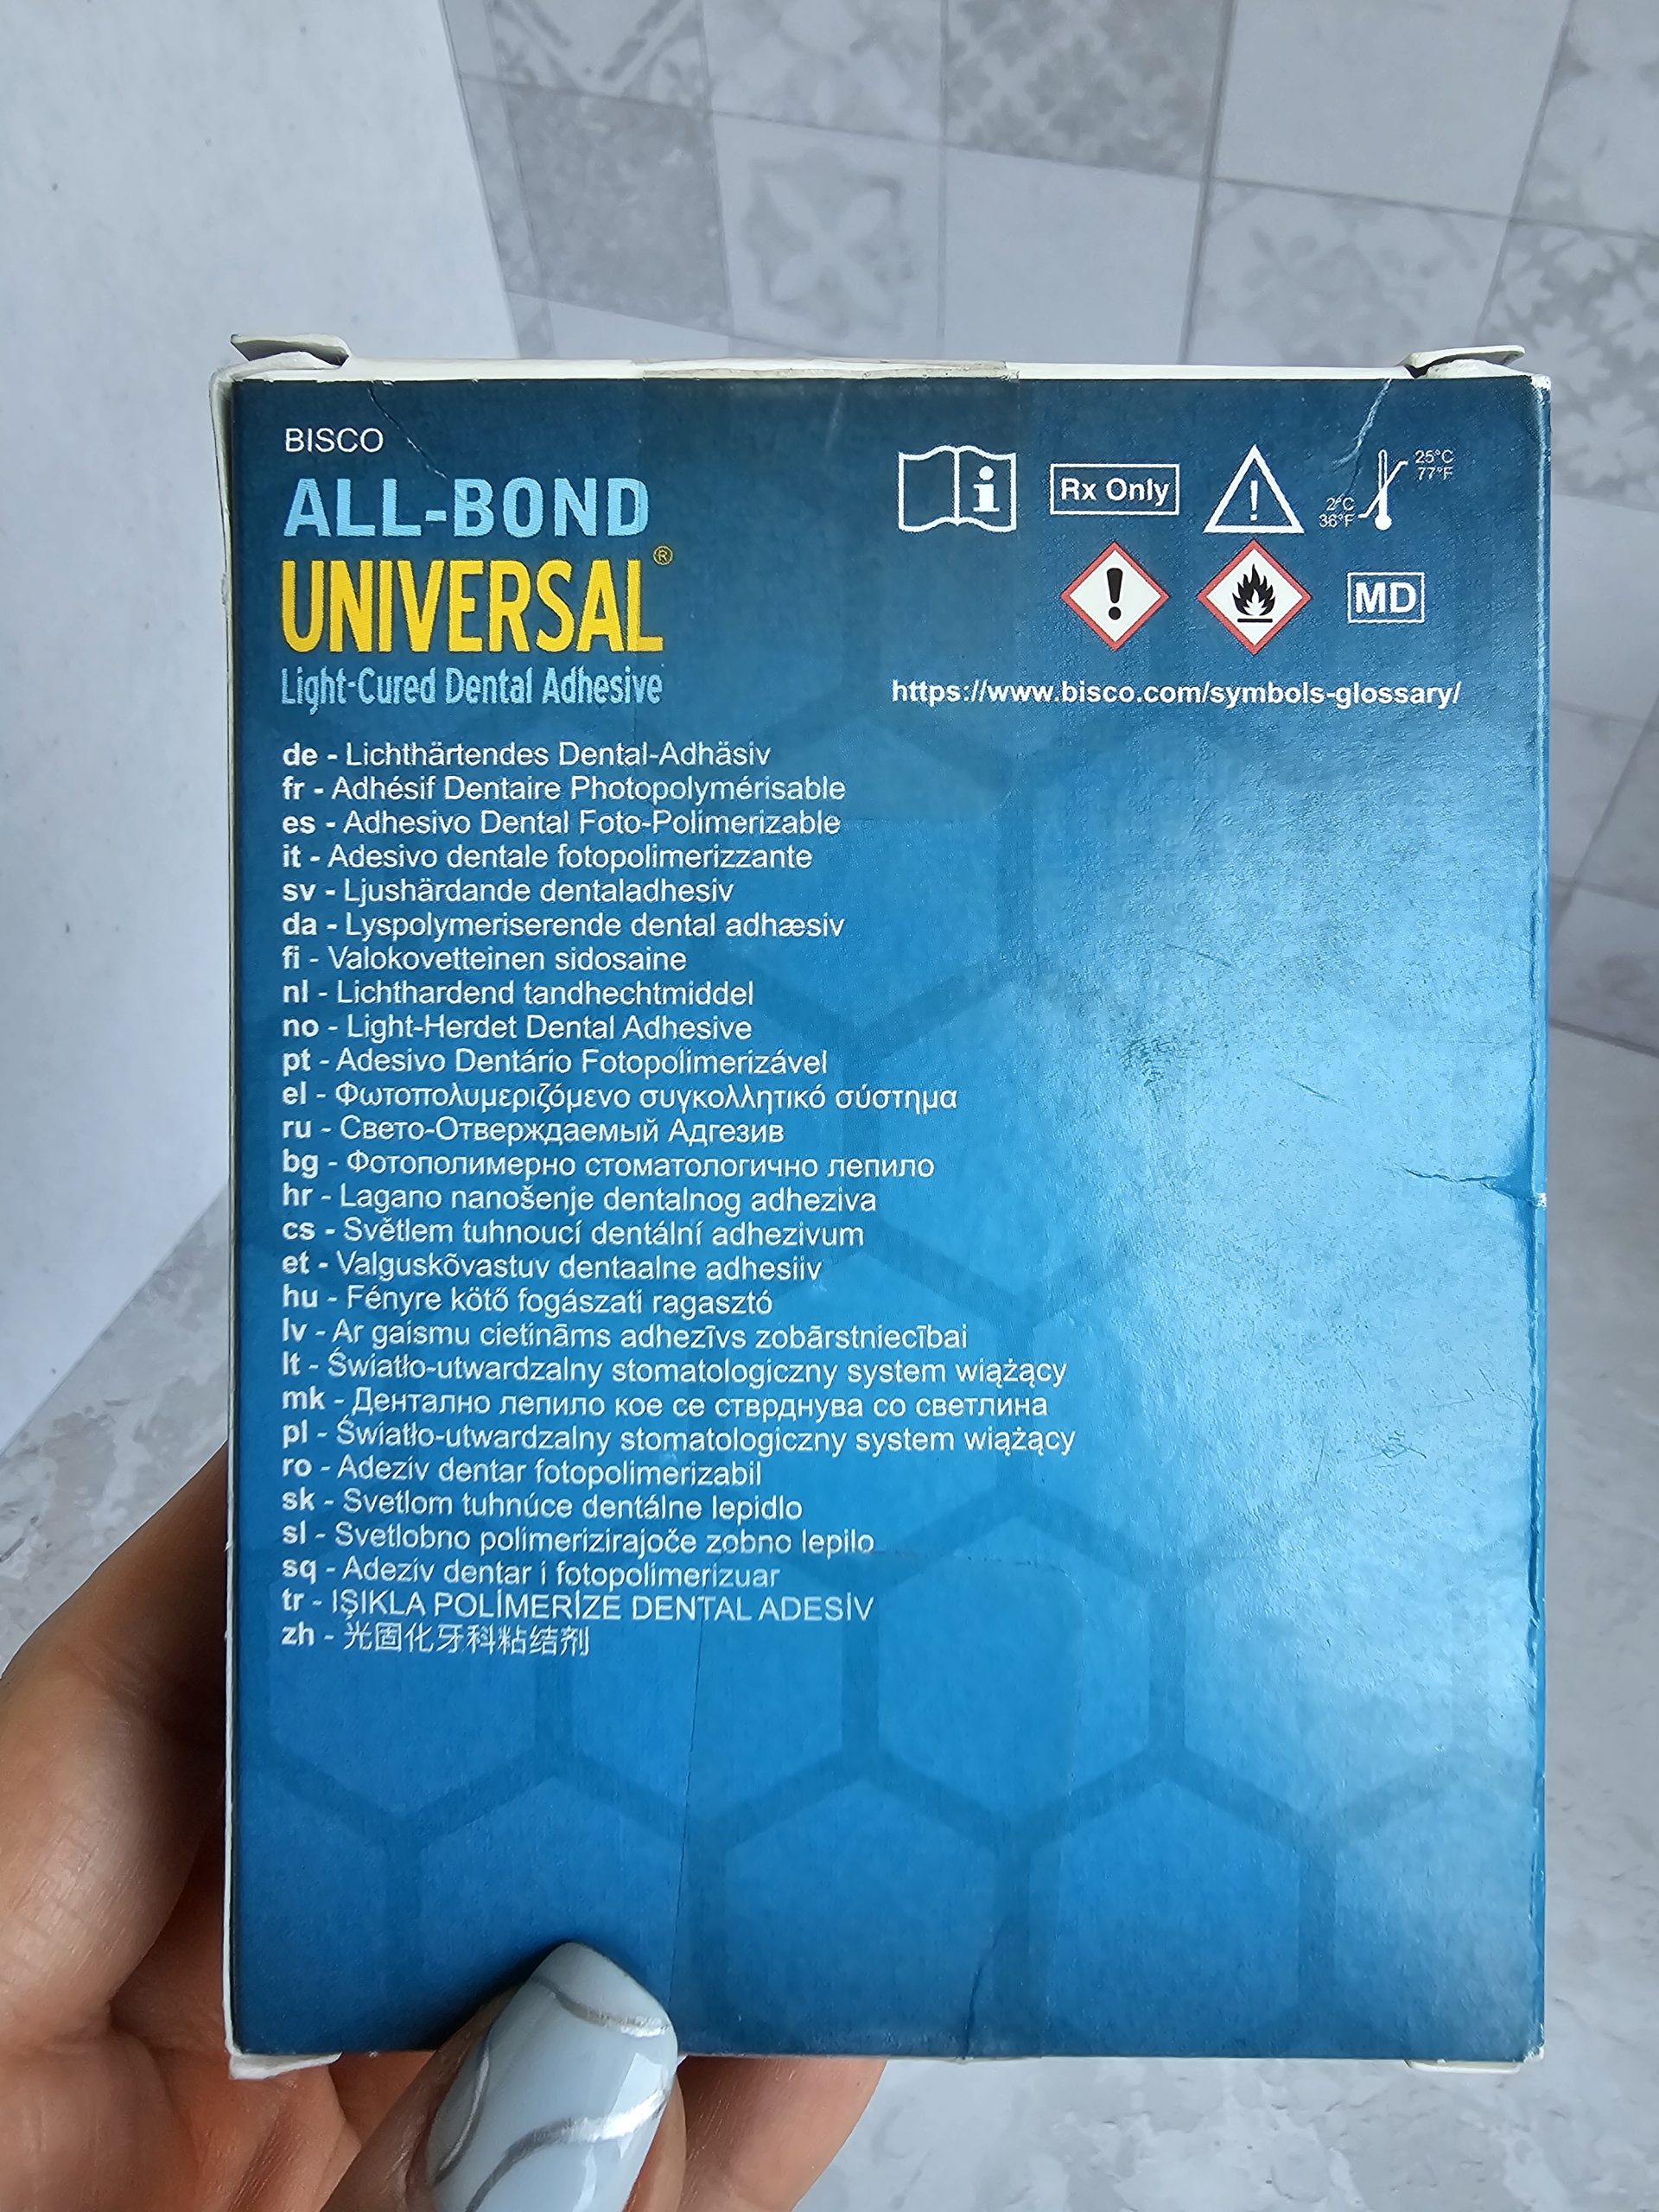 BISCO
ALL-BOND
UNIVERSAL®
Light-Cured Dental Adhesive
Rx Only
25°C
77°F
2°C
36°F
MD
https://www.bisco.com/symbols-glossary/
de - Lichthärtendes Dental-Adhäsiv
fr - Adhésif Dentaire Photopolymérisable
es - Adhesivo Dental Foto-Polimerizable
it - Adesivo dentale fotopolimerizzante
sv - Ljushärdande dentaladhesiv
da - Lyspolymeriserende dental adhæsiv
fi - Valokovetteinen sidosaine
nl - Lichthardend tandhechtmiddel
no - Light-Herdet Dental Adhesive
pt - Adesivo Dentário Fotopolimerizável
el - Φωτοπολυμεριζόμενο συγκολλητικό σύστημα
ru - Свето-Отверждаемый Адгезив
bg - Фотополимерно стоматологично лепило
hr - Lagano nanošenje dentalnog adheziva
cs - Světlem tuhnoucí dentální adhezivum
et - Valguskõvastuv dentaalne adhesiiv
hu - Fényre kötő fogászati ragasztó
lv - Ar gaismu cietināms adhezīvs zobārstniecībai
lt - Światło-utwardzalny stomatologiczny system wiążący
mk - Дентално лепило кое се стврднува со светлина
pl - Światło-utwardzalny stomatologiczny system wiążący
ro - Adeziv dentar fotopolimerizabil
sk - Svetlom tuhnúce dentálne lepidlo
sl - Svetlobno polimerizirajoče zobno lepilo
sq - Adeziv dentar i fotopolimerizuar
tr - IŞIKLA POLİMERİZE DENTAL ADESİV
zh - 光固化牙科粘结剂